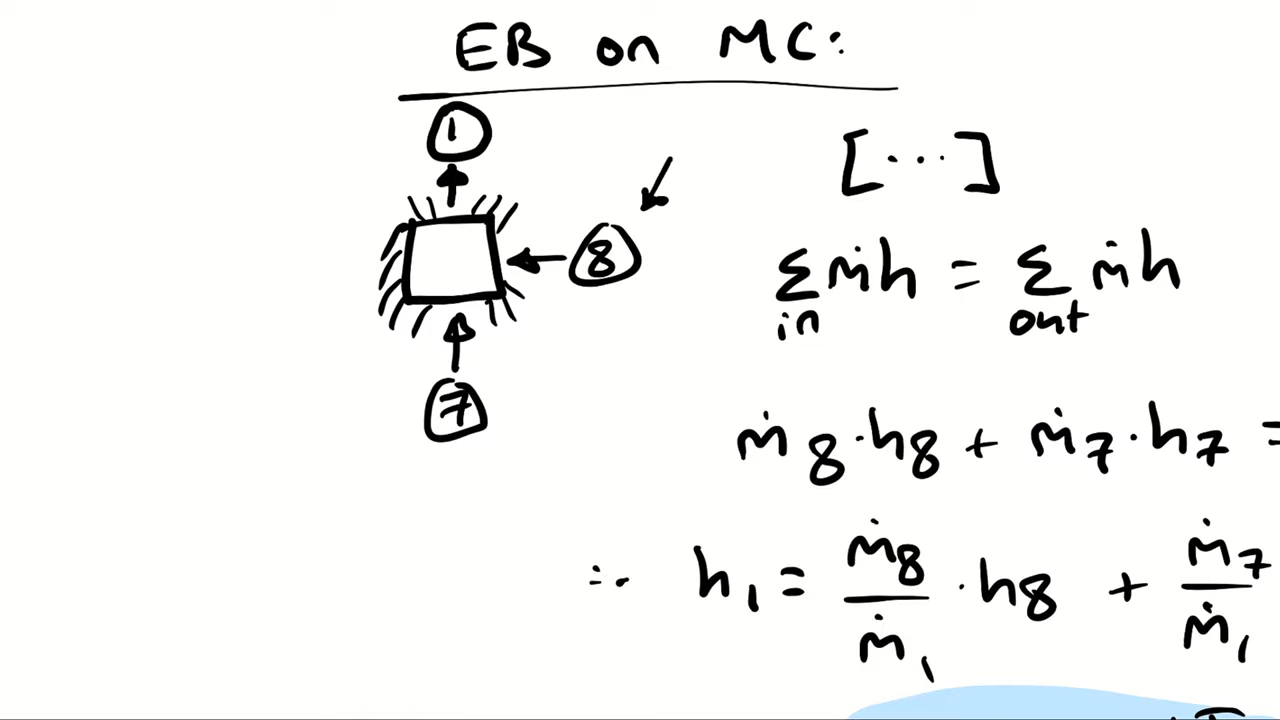 EB on MC:
1
[...]
8
Σ ṁh = Σ ṁh
in out
7
ṁ8·h8 + ṁ7·h7 =
∴ h1 = ṁ8/ṁ1 ·h8 + ṁ7/ṁ1